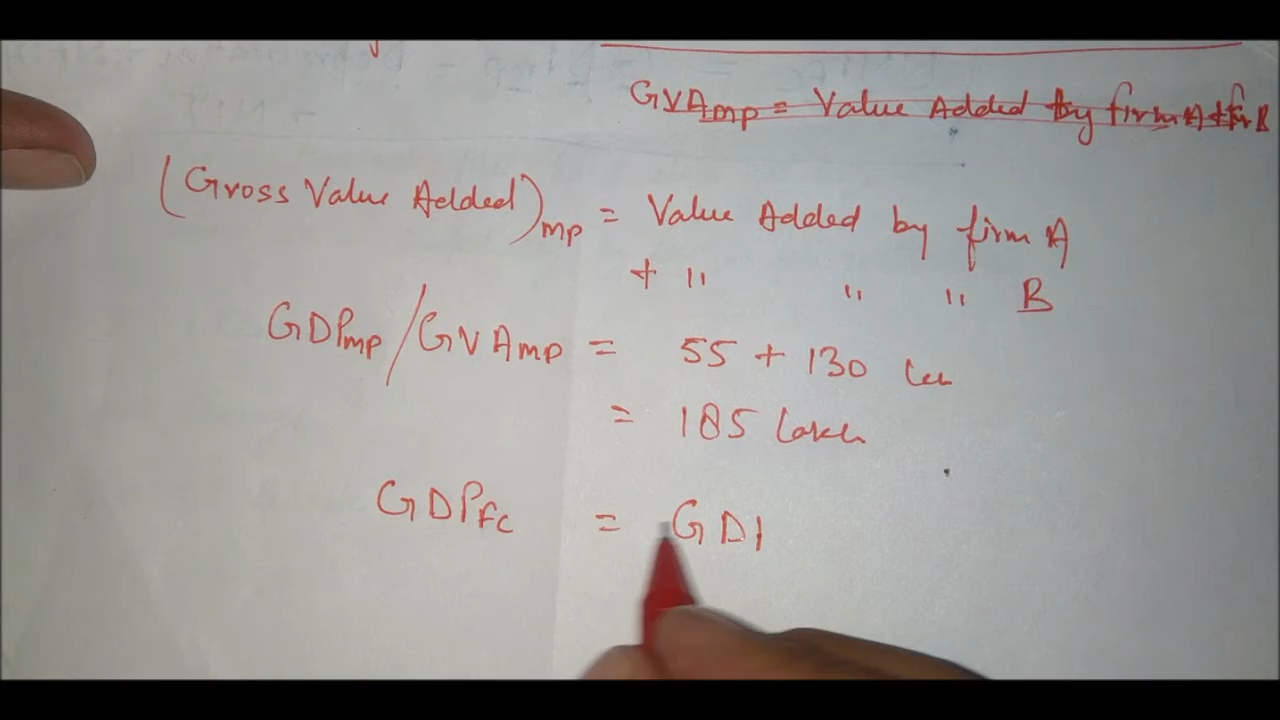 GVAmp = Value Added by firm A + fir B
(Gross Value Added)mp = Value Added by firm A
+ " " " B
GDPmp / GVAmp = 55 + 130
= 185 Lakh
GDPFC = GDP